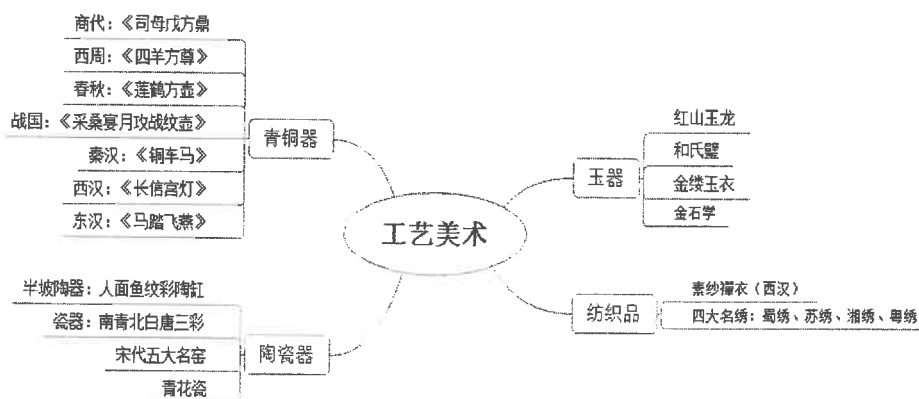 商代：《司母戊方鼎
西周：《四羊方尊》
春秋：《莲鹤方壶》
战国：《采桑宴月攻战纹壶》
秦汉：《铜车马》
西汉：《长信宫灯》
东汉：《马踏飞燕》
青铜器
半坡陶器：人面鱼纹彩陶缸
瓷器：南青北白唐三彩
宋代五大名窑
青花瓷
陶瓷器
工艺美术
玉器
红山玉龙
和氏璧
金缕玉衣
金石学
纺织品
素纱襌衣（西汉）
四大名绣：蜀绣、苏绣、湘绣、粤绣